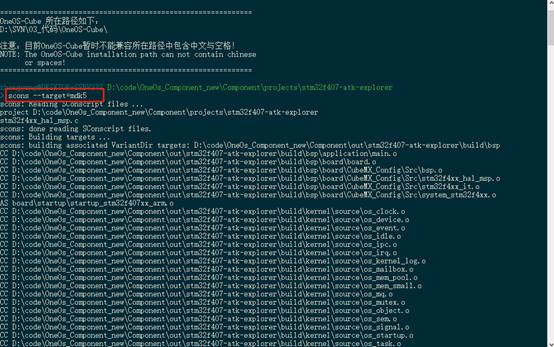 ============================================================
OneOS-Cube 所在路径如下:
D:\SVN\03_代码\OneOS-Cube\

注意: 目前OneOS-Cube暂时不能兼容所在路径中包含中文与空格!
NOTE: The OneOS-Cube installation path can not contain chinese
or spaces!
============================================================
D:\code\OneOs_Component_new\Component\projects\stm32f407-atk-explorer
> scons --target=mdk5
scons: Reading SConscript files ...
project D:\code\OneOs_Component_new\Component\projects\stm32f407-atk-explorer
stm32f4xx_hal_msp.c
scons: done reading SConscript files.
scons: Building targets ...
scons: building associated VariantDir targets: D:\code\OneOs_Component_new\Component\out\stm32f407-atk-explorer\build\bsp
CC D:\code\OneOs_Component_new\Component\out\stm32f407-atk-explorer\build\bsp\application\main.o
CC D:\code\OneOs_Component_new\Component\out\stm32f407-atk-explorer\build\bsp\board\board.o
CC D:\code\OneOs_Component_new\Component\out\stm32f407-atk-explorer\build\bsp\board\CubeMX_Config\Src\bsp.o
CC D:\code\OneOs_Component_new\Component\out\stm32f407-atk-explorer\build\bsp\board\CubeMX_Config\Src\stm32f4xx_hal_msp.o
CC D:\code\OneOs_Component_new\Component\out\stm32f407-atk-explorer\build\bsp\board\CubeMX_Config\Src\stm32f4xx_it.o
CC D:\code\OneOs_Component_new\Component\out\stm32f407-atk-explorer\build\bsp\board\CubeMX_Config\Src\system_stm32f4xx.o
AS board\startup\startup_stm32f407xx_arm.o
CC D:\code\OneOs_Component_new\Component\out\stm32f407-atk-explorer\build\kernel\source\os_clock.o
CC D:\code\OneOs_Component_new\Component\out\stm32f407-atk-explorer\build\kernel\source\os_device.o
CC D:\code\OneOs_Component_new\Component\out\stm32f407-atk-explorer\build\kernel\source\os_event.o
CC D:\code\OneOs_Component_new\Component\out\stm32f407-atk-explorer\build\kernel\source\os_idle.o
CC D:\code\OneOs_Component_new\Component\out\stm32f407-atk-explorer\build\kernel\source\os_ipc.o
CC D:\code\OneOs_Component_new\Component\out\stm32f407-atk-explorer\build\kernel\source\os_irq.o
CC D:\code\OneOs_Component_new\Component\out\stm32f407-atk-explorer\build\kernel\source\os_kernel_log.o
CC D:\code\OneOs_Component_new\Component\out\stm32f407-atk-explorer\build\kernel\source\os_mailbox.o
CC D:\code\OneOs_Component_new\Component\out\stm32f407-atk-explorer\build\kernel\source\os_mem_pool.o
CC D:\code\OneOs_Component_new\Component\out\stm32f407-atk-explorer\build\kernel\source\os_mem_small.o
CC D:\code\OneOs_Component_new\Component\out\stm32f407-atk-explorer\build\kernel\source\os_mq.o
CC D:\code\OneOs_Component_new\Component\out\stm32f407-atk-explorer\build\kernel\source\os_mutex.o
CC D:\code\OneOs_Component_new\Component\out\stm32f407-atk-explorer\build\kernel\source\os_object.o
CC D:\code\OneOs_Component_new\Component\out\stm32f407-atk-explorer\build\kernel\source\os_sem.o
CC D:\code\OneOs_Component_new\Component\out\stm32f407-atk-explorer\build\kernel\source\os_signal.o
CC D:\code\OneOs_Component_new\Component\out\stm32f407-atk-explorer\build\kernel\source\os_startup.o
CC D:\code\OneOs_Component_new\Component\out\stm32f407-atk-explorer\build\kernel\source\os_task.o